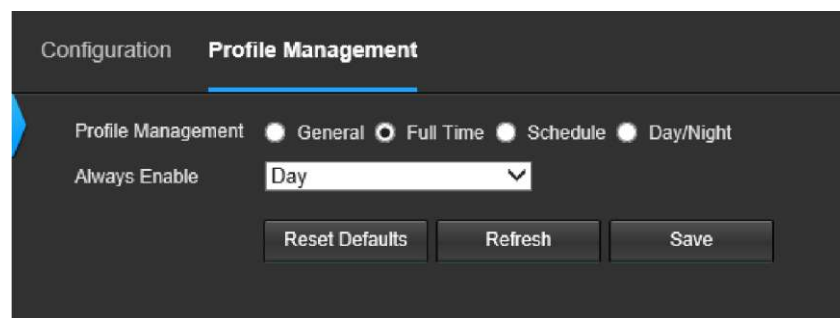 Configuration Profile Management
Profile Management General Full Time Schedule Day/Night
Always Enable Day
Reset Defaults Refresh Save